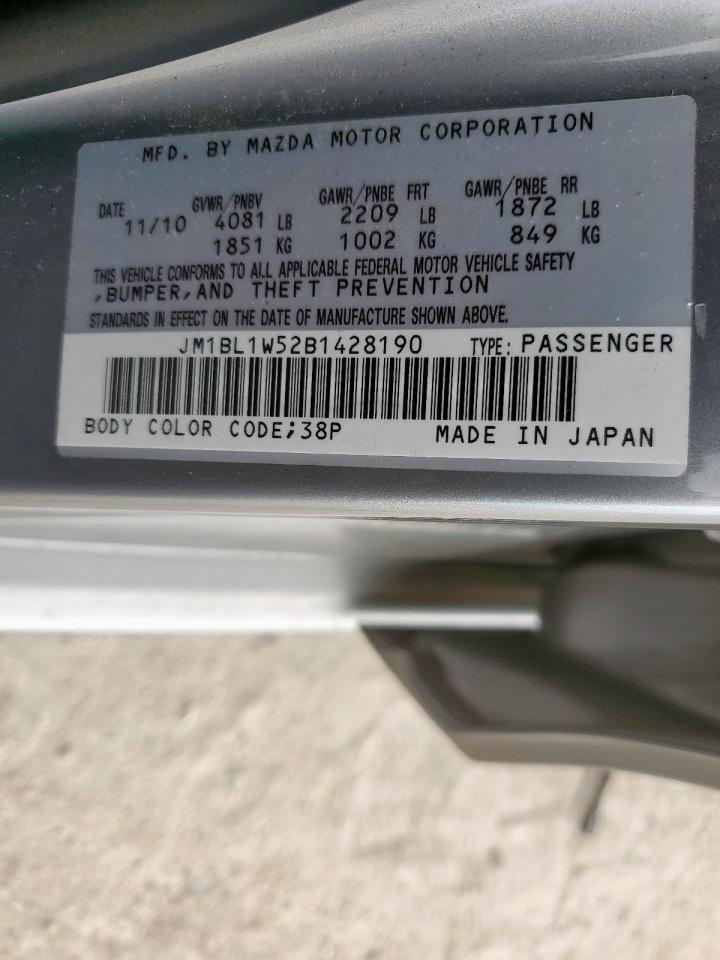 MFD. BY MAZDA MOTOR CORPORATION
DATE GVWR/PNBV GAWR/PNBE FRT GAWR/PNBE RR
11/10 4081 LB 2209 LB 1872 LB
1851 KG 1002 KG 849 KG
THIS VEHICLE CONFORMS TO ALL APPLICABLE FEDERAL MOTOR VEHICLE SAFETY
,BUMPER,AND THEFT PREVENTION
STANDARDS IN EFFECT ON THE DATE OF MANUFACTURE SHOWN ABOVE.
JM1BL1W52B1428190 TYPE: PASSENGER
BODY COLOR CODE;38P MADE IN JAPAN